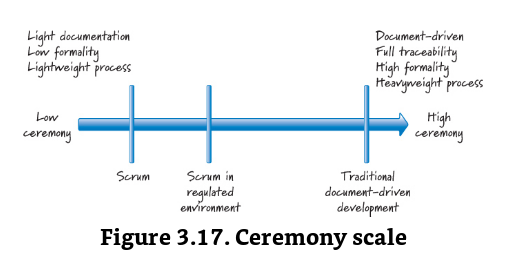 Light documentation
Low formality
Lightweight process
Document-driven
Full traceability
High formality
Heavyweight process
Low
ceremony
High
ceremony
Scrum
Scrum in
regulated
environment
Traditional
document-driven
development
Figure 3.17. Ceremony scale